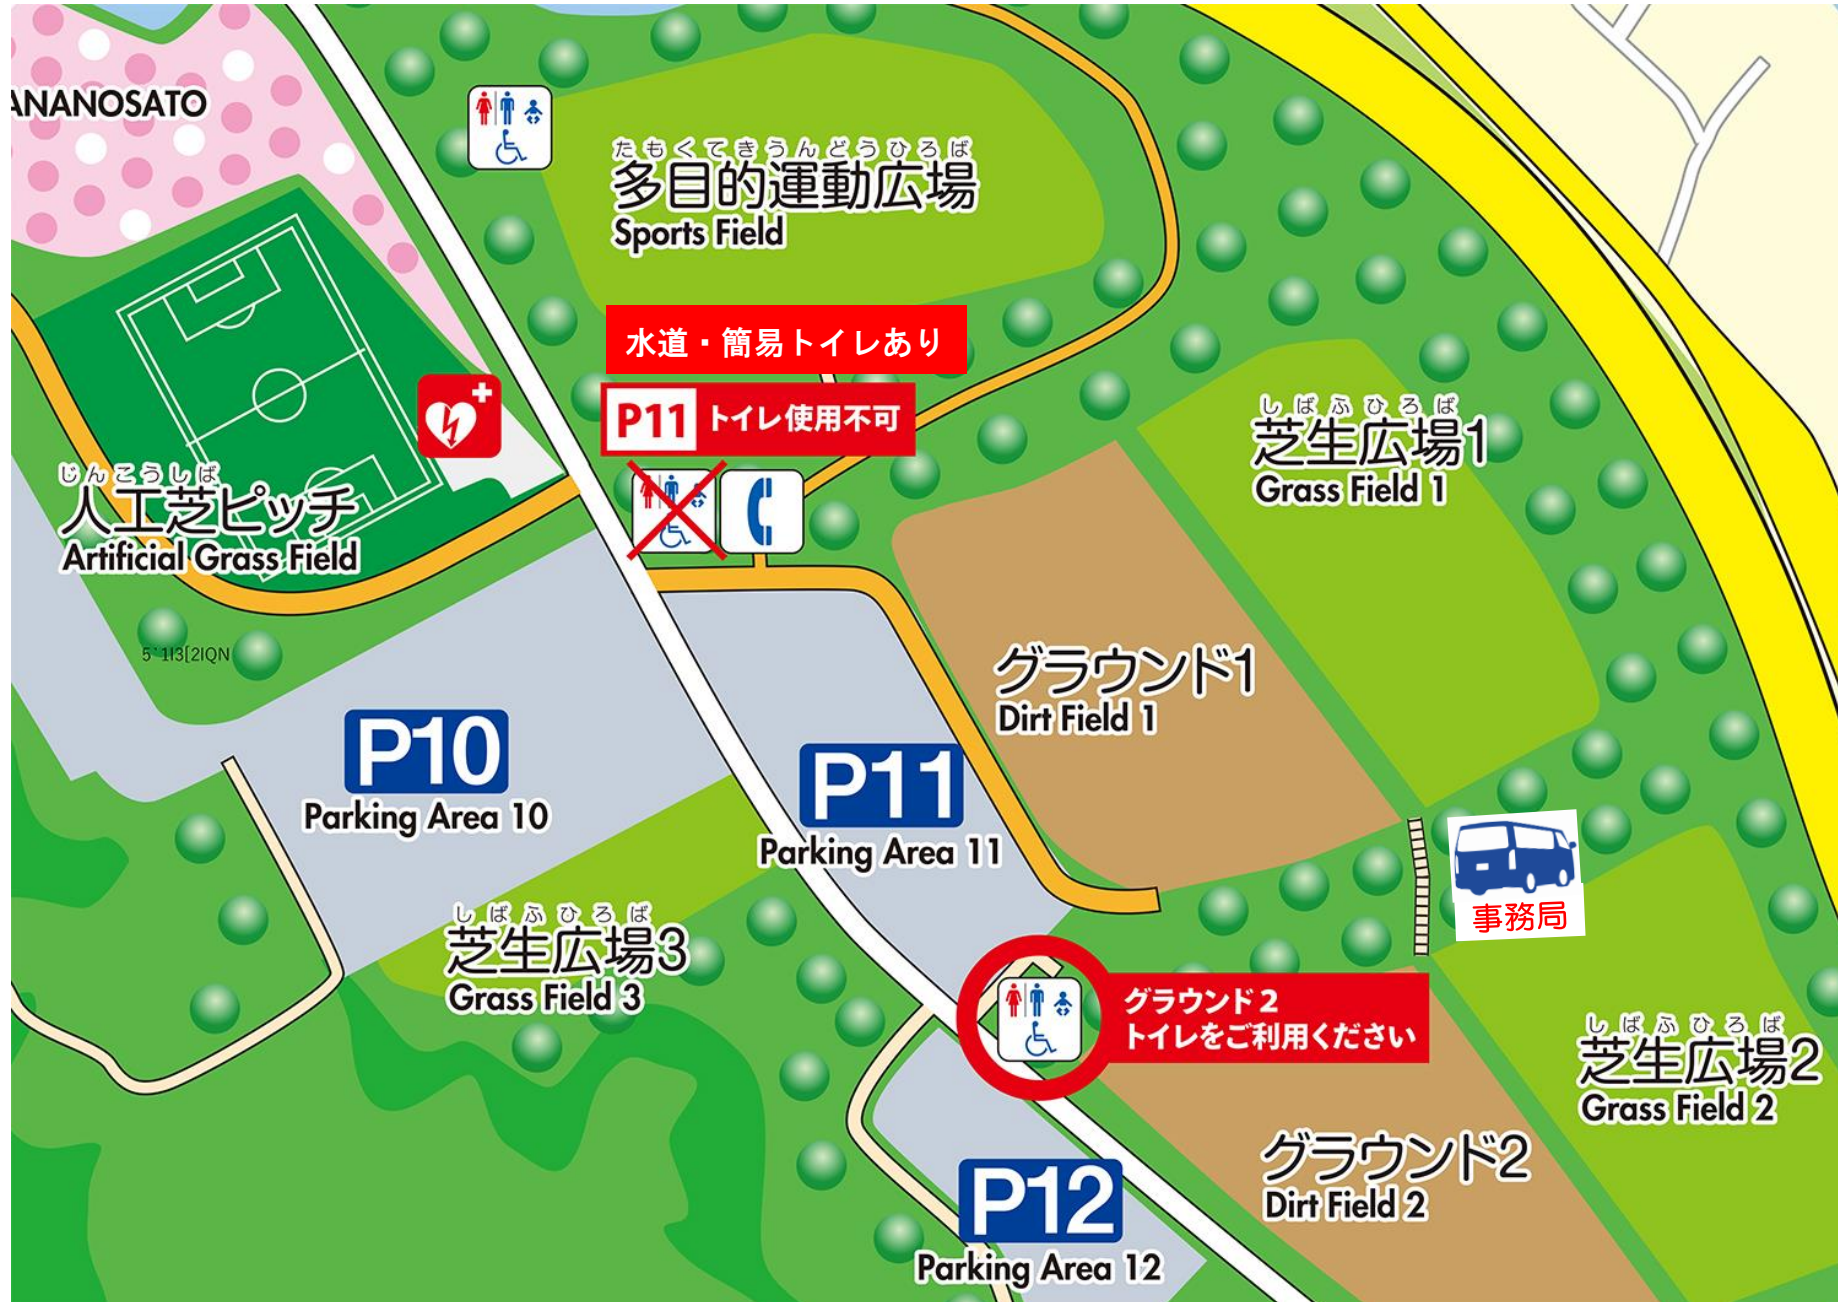 ANANOSATO
たもくてきうんどうひろば
多目的運動広場
Sports Field
水道・簡易トイレあり
P11 トイレ使用不可
しばふひろば
芝生広場1
Grass Field 1
じんこうしば
人工芝ピッチ
Artificial Grass Field
5'1I3[2IQN
グラウンド1
Dirt Field 1
P10
Parking Area 10
P11
Parking Area 11
事務局
しばふひろば
芝生広場3
Grass Field 3
グラウンド2
トイレをご利用ください
しばふひろば
芝生広場2
Grass Field 2
グラウンド2
Dirt Field 2
P12
Parking Area 12